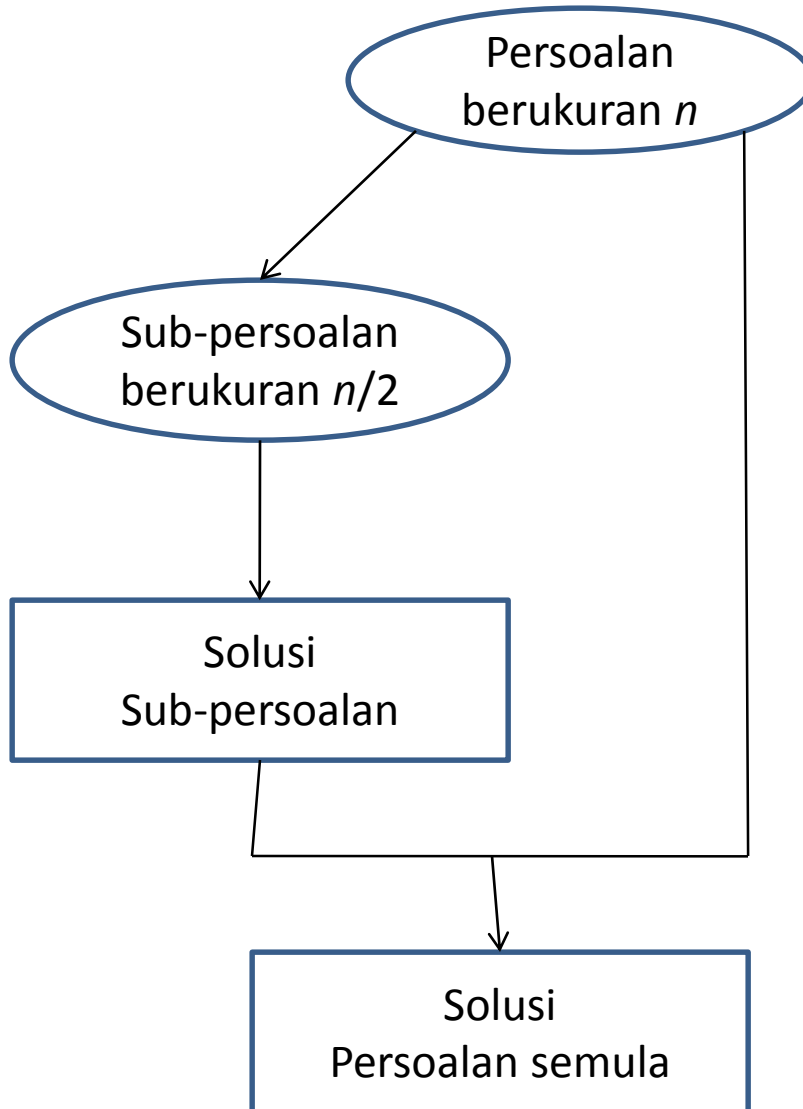 Persoalan
berukuran n
Sub-persoalan
berukuran n/2
Solusi
Sub-persoalan
Solusi
Persoalan semula